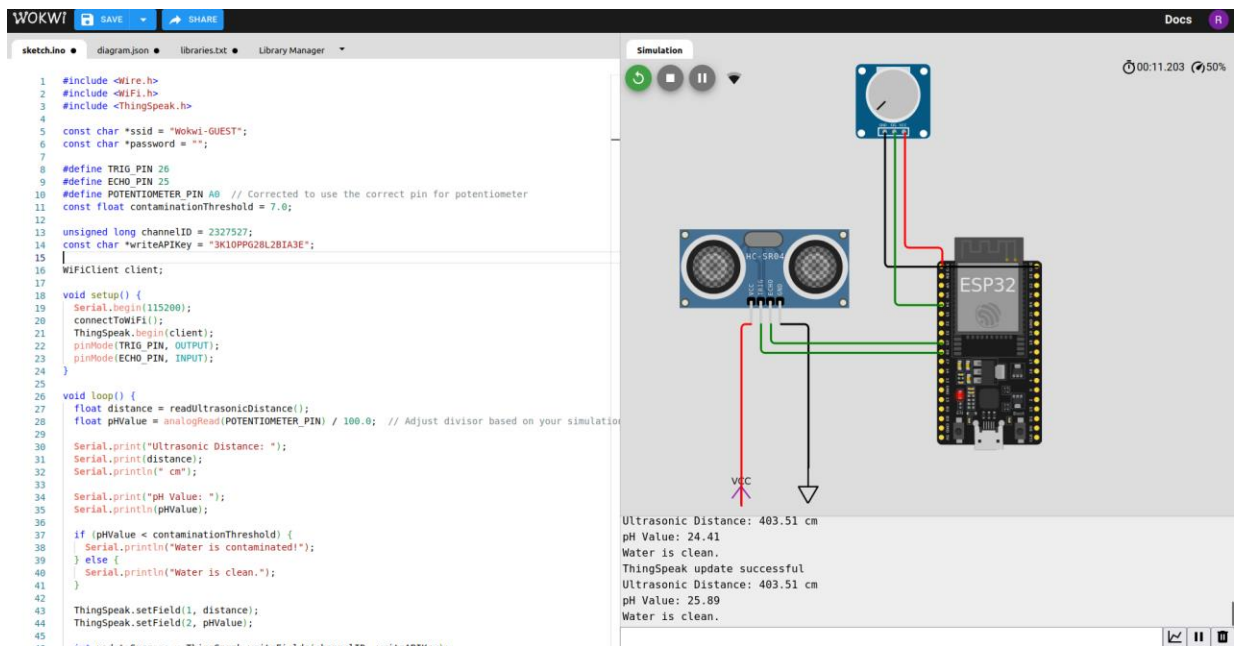 WOKWI SAVE SHARE Docs R
sketch.ino diagram.json libraries.txt Library Manager
1 #include <Wire.h>
2 #include <WiFi.h>
3 #include <ThingSpeak.h>
4
5 const char *ssid = "Wokwi-GUEST";
6 const char *password = "";
7
8 #define TRIG_PIN 26
9 #define ECHO_PIN 25
10 #define POTENTIOMETER_PIN A0 // Corrected to use the correct pin for potentiometer
11 const float contaminationThreshold = 7.0;
12
13 unsigned long channelID = 2327527;
14 const char *writeAPIKey = "3K1OPPG28L2BIA3E";
15
16 WiFiClient client;
17
18 void setup() {
19 Serial.begin(115200);
20 connectToWiFi();
21 ThingSpeak.begin(client);
22 pinMode(TRIG_PIN, OUTPUT);
23 pinMode(ECHO_PIN, INPUT);
24 }
25
26 void loop() {
27 float distance = readUltrasonicDistance();
28 float pHValue = analogRead(POTENTIOMETER_PIN) / 100.0; // Adjust divisor based on your simulatio
29
30 Serial.print("Ultrasonic Distance: ");
31 Serial.print(distance);
32 Serial.println(" cm");
33
34 Serial.print("pH Value: ");
35 Serial.println(pHValue);
36
37 if (pHValue < contaminationThreshold) {
38 Serial.println("Water is contaminated!");
39 } else {
40 Serial.println("Water is clean.");
41 }
42
43 ThingSpeak.setField(1, distance);
44 ThingSpeak.setField(2, pHValue);
45
Simulation
00:11.203 50%
HC-SR04
VCC
TRIG
ECHO
GND
ESP32
VCC
Ultrasonic Distance: 403.51 cm
pH Value: 24.41
Water is clean.
ThingSpeak update successful
Ultrasonic Distance: 403.51 cm
pH Value: 25.89
Water is clean.